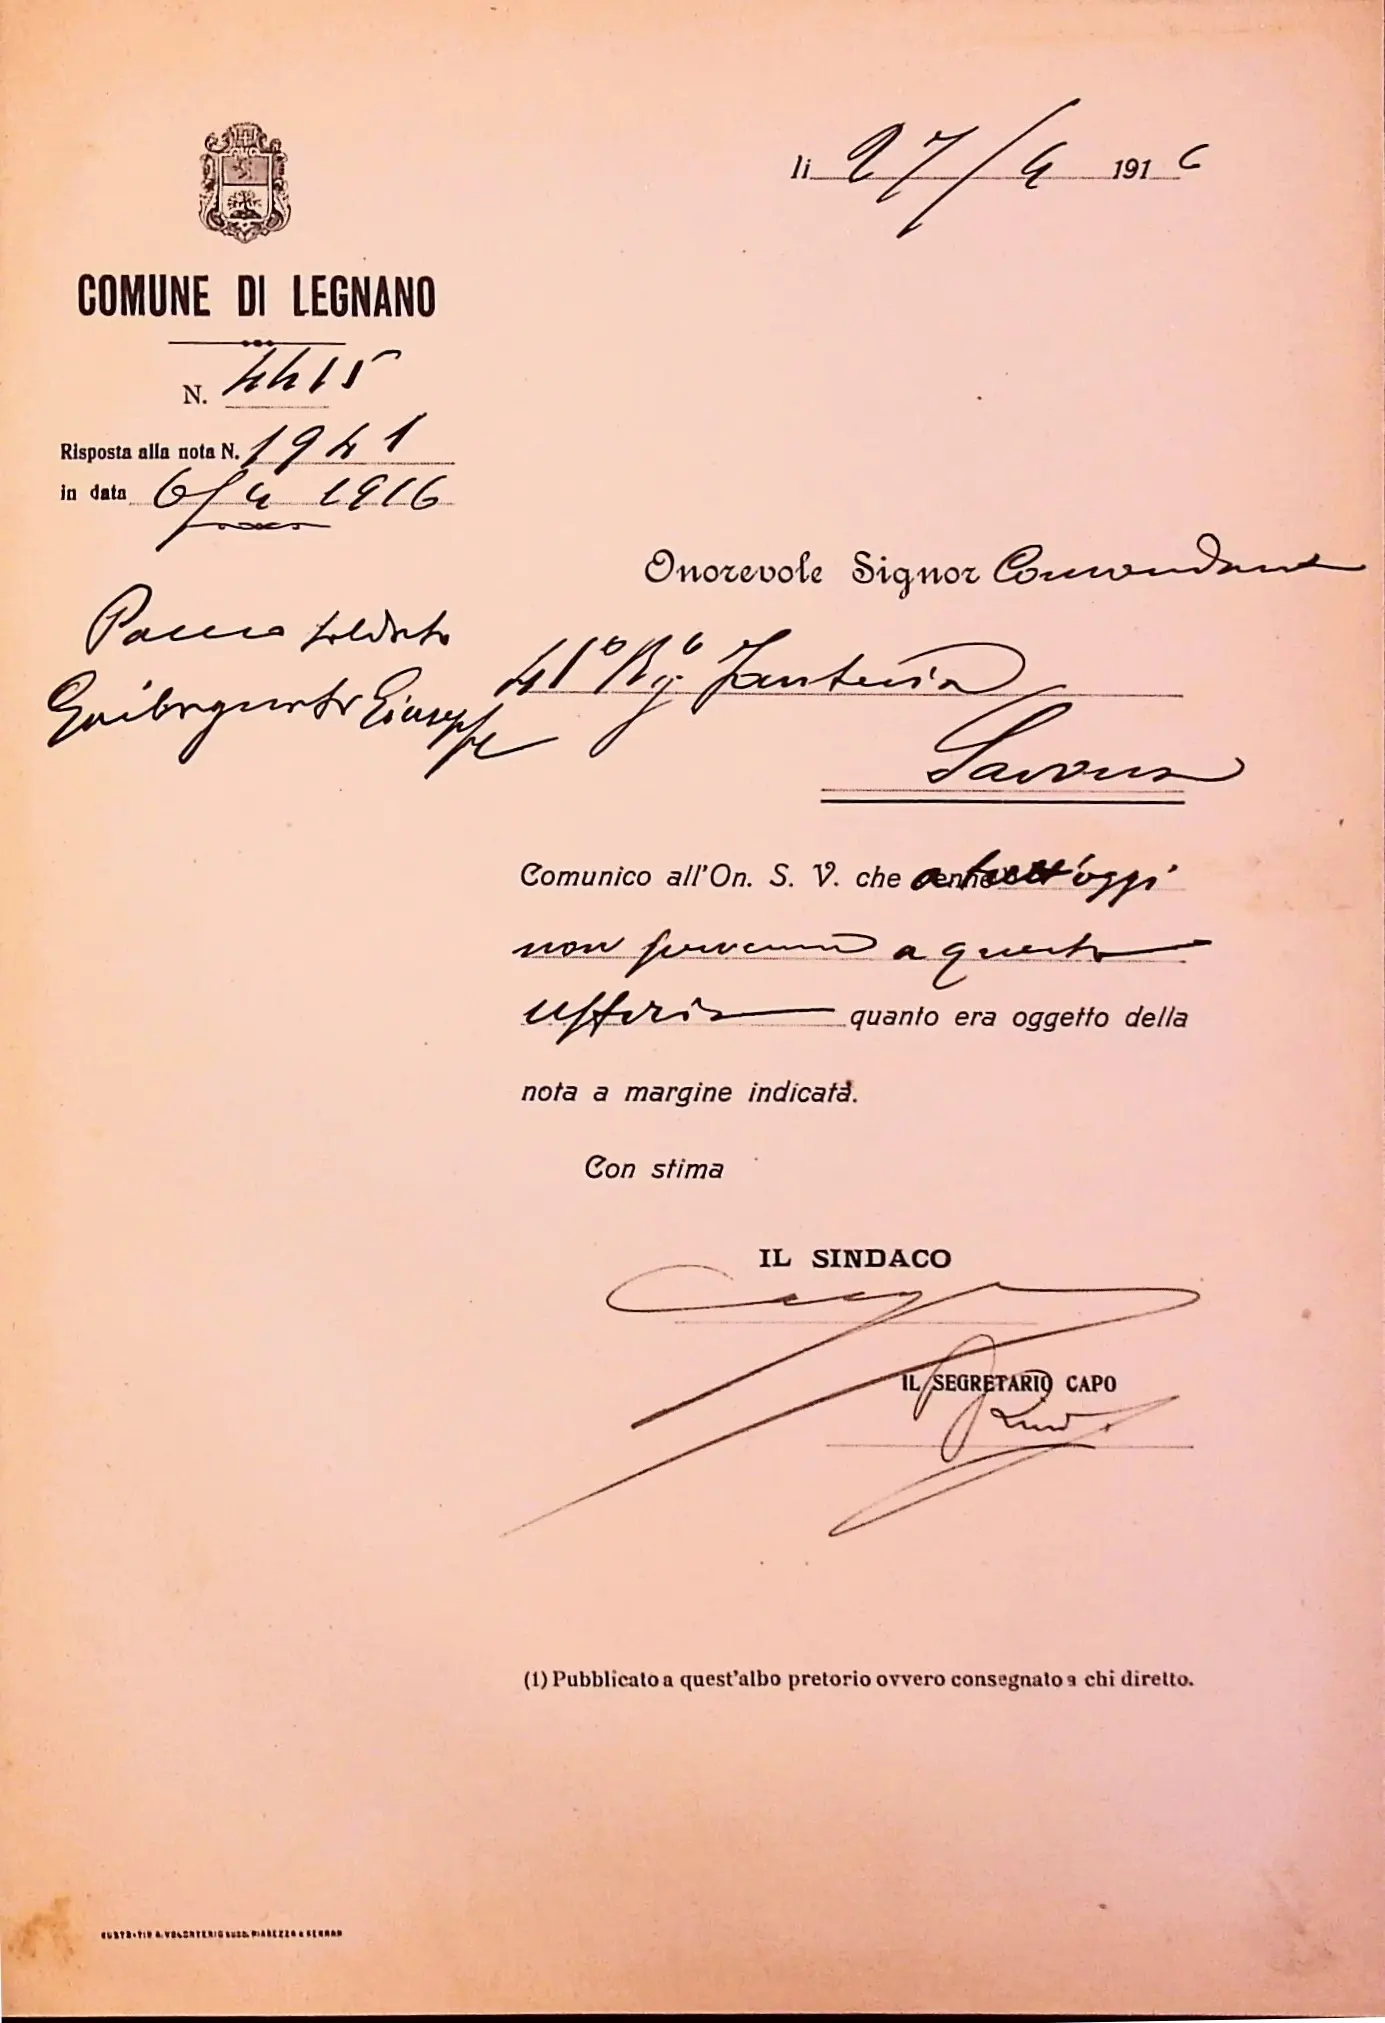 li 27/4 1916
COMUNE DI LEGNANO
N. 4415
Risposta alla nota N. 1941
in data 6/4 1916
Onorevole Signor Comandante
Pacco soldato
Giuseppe
41° Rg.° Fanteria
Savona
Comunico all'On. S. V. che a tutt'oggi
non pervenne a questo
ufficio quanto era oggetto della
nota a margine indicata.
Con stima
IL SINDACO
IL SEGRETARIO CAPO
(1) Pubblicato a quest'albo pretorio ovvero consegnato a chi diretto.